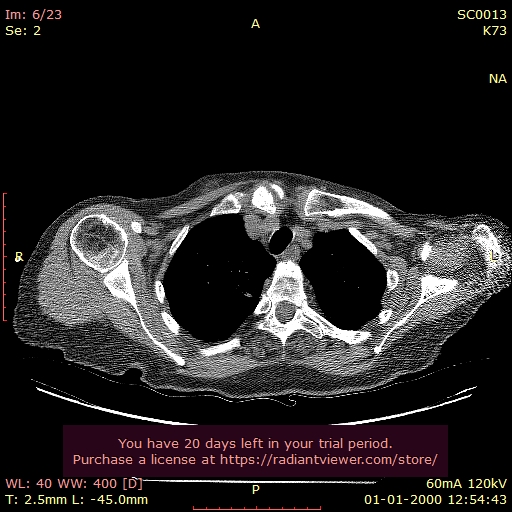 Im: 6/23
Se: 2
A
SC0013
K73
NA
R
L
You have 20 days left in your trial period.
Purchase a license at https://radiantviewer.com/store/
WL: 40 WW: 400 [D]
T: 2.5mm L: -45.0mm
P
60mA 120kV
01-01-2000 12:54:43